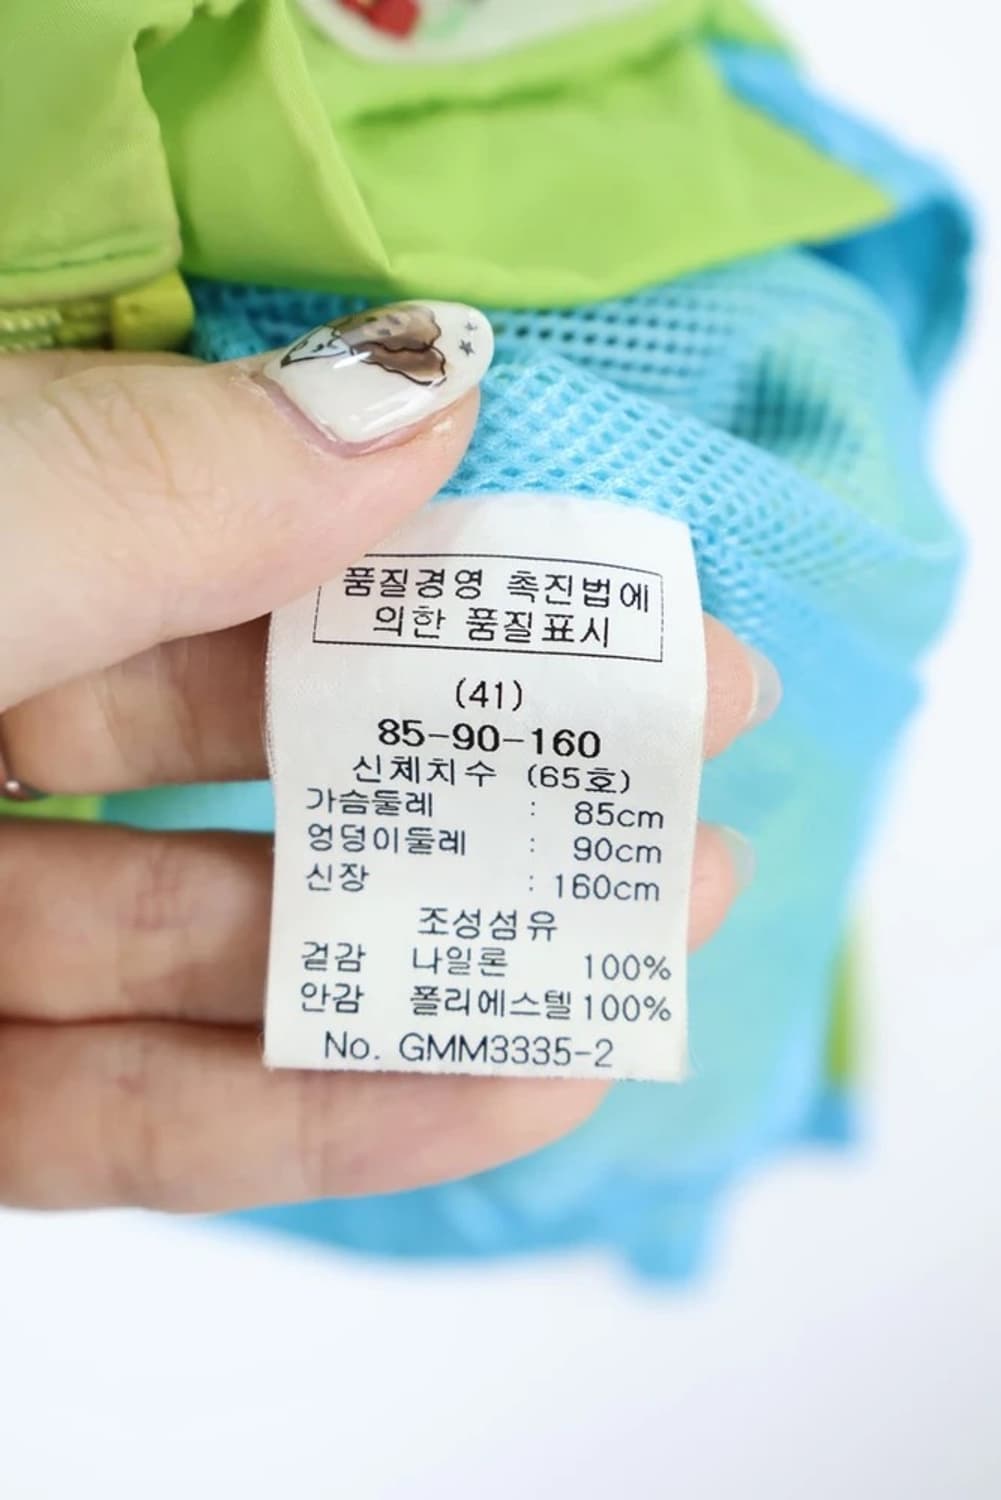 품질경영 촉진법에
의한 품질표시
(41)
85-90-160
신체치수 (65호)
가슴둘레 : 85cm
엉덩이둘레 : 90cm
신장 : 160cm
조성섬유
겉감 나일론 100%
안감 폴리에스텔 100%
No. GMM3335-2